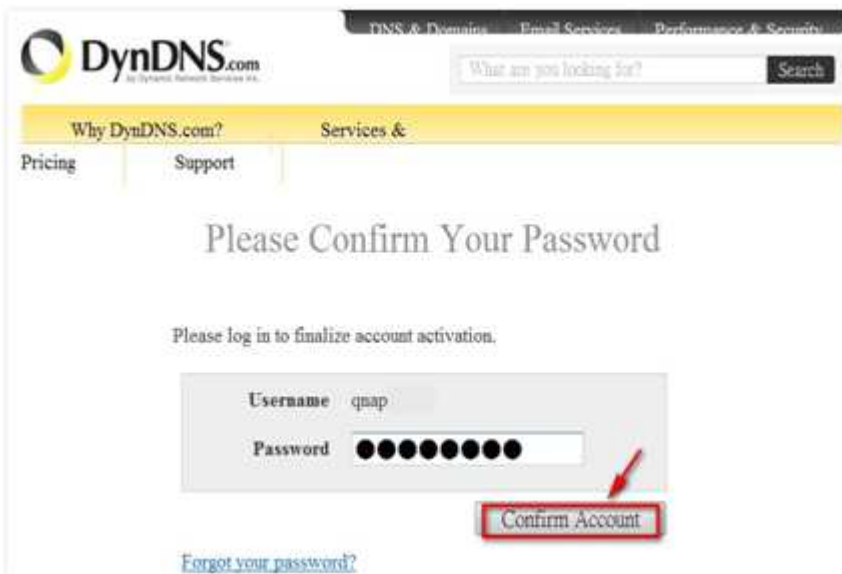 DNS & Domains Email Services Performance & Security
DynDNS.com
by Dynamic Network Services Inc.
What are you looking for? Search
Why DynDNS.com? Services &
Pricing Support
Please Confirm Your Password
Please log in to finalize account activation.
Username qnap
Password
Confirm Account
Forgot your password?